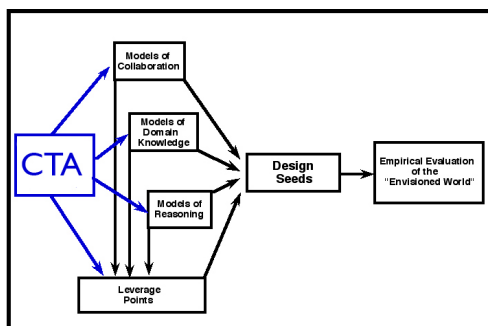 Models of
Collaboration
Models of
Domain
Knowledge
CTA
Models of
Reasoning
Leverage
Points
Design
Seeds
Empirical Evaluation
of the
"Envisioned World"